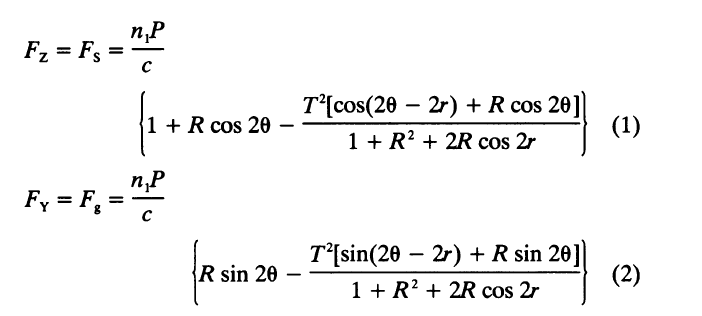 F_Z = F_S = n_1P / c
{1 + R cos 2θ − T²[cos(2θ − 2r) + R cos 2θ] / 1 + R² + 2R cos 2r} (1)
F_Y = F_g = n_1P / c
{R sin 2θ − T²[sin(2θ − 2r) + R sin 2θ] / 1 + R² + 2R cos 2r} (2)